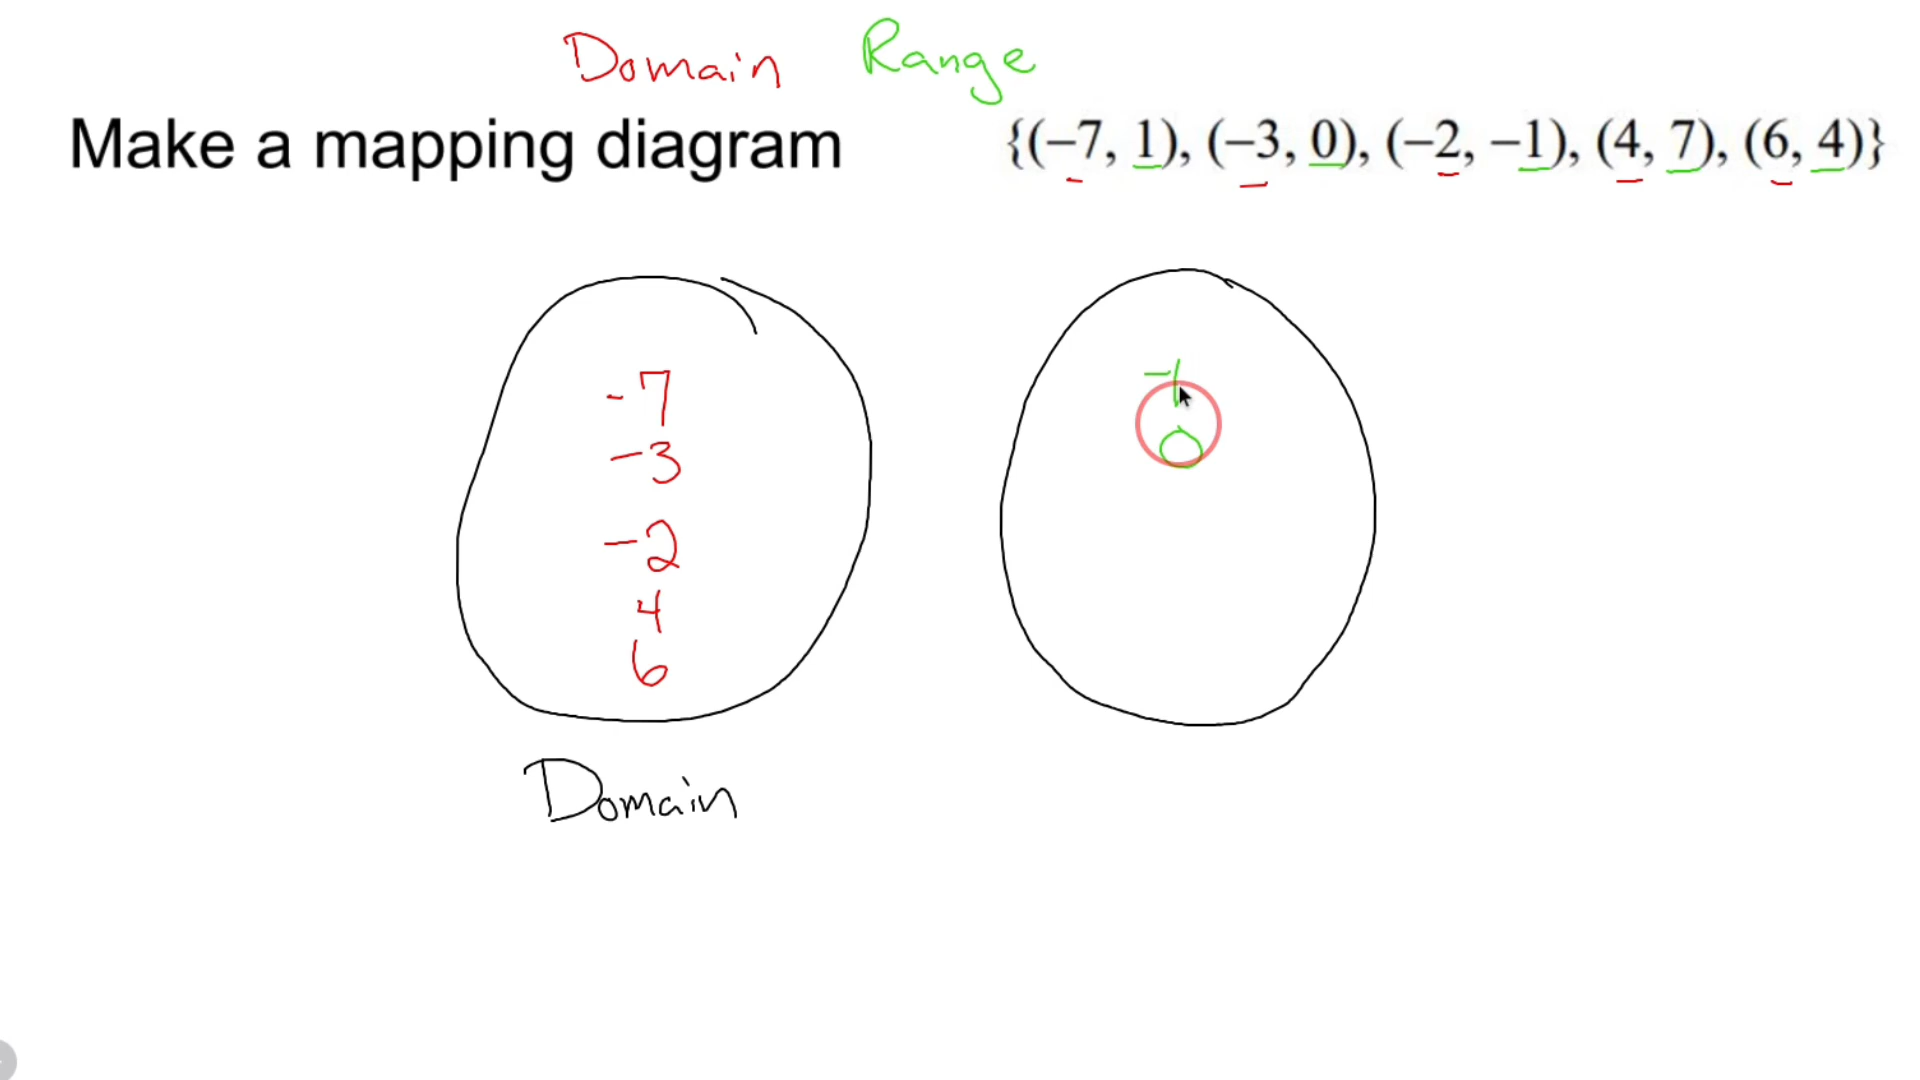 Domain Range
Make a mapping diagram {(−7, 1), (−3, 0), (−2, −1), (4, 7), (6, 4)}
-7
-3
-2
4
6
-1
0
Domain